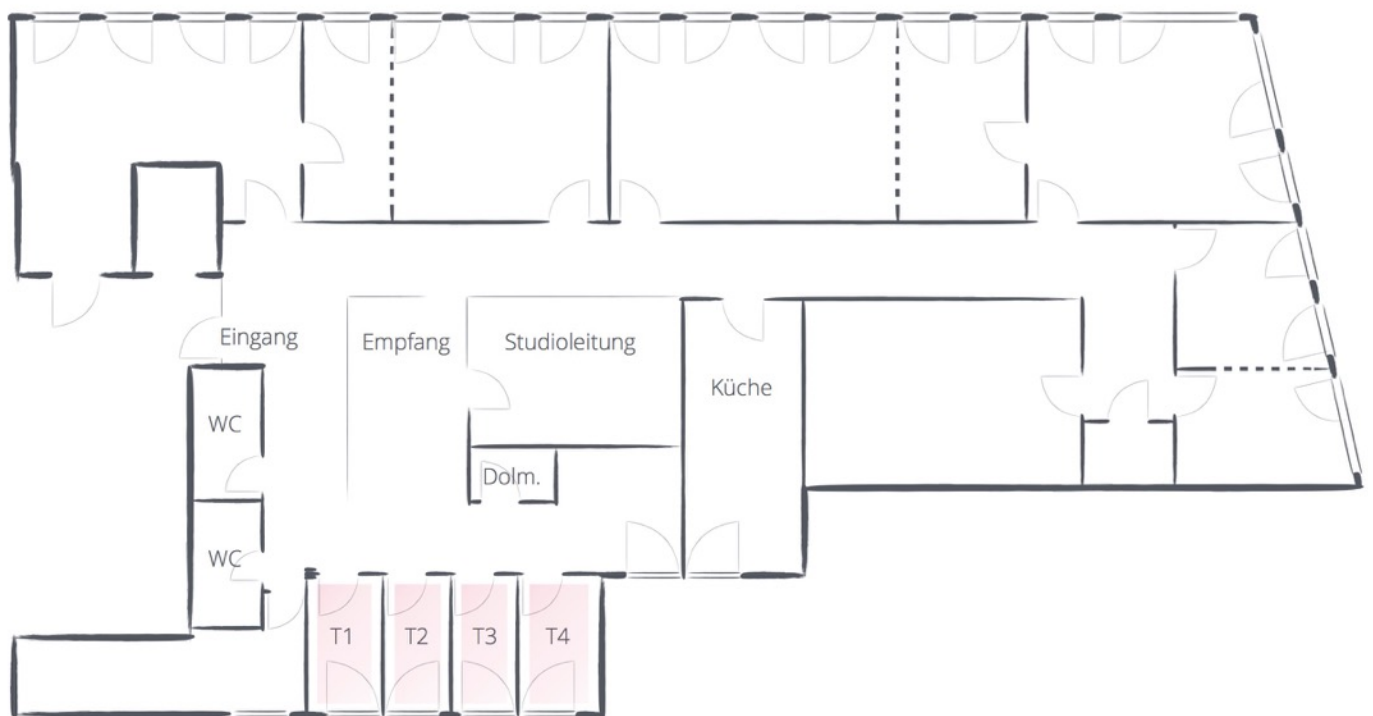 Eingang
Empfang
Studioleitung
Küche
WC
Dolm.
WC
T1
T2
T3
T4